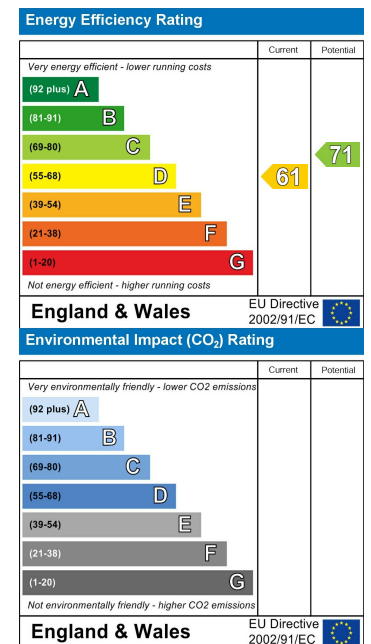 Energy Efficiency Rating
Current Potential
Very energy efficient - lower running costs
(92 plus) A
(81-91) B
(69-80) C
(55-68) D
(39-54) E
(21-38) F
(1-20) G
61
71
Not energy efficient - higher running costs
England & Wales
EU Directive
2002/91/EC
Environmental Impact (CO₂) Rating
Current Potential
Very environmentally friendly - lower CO2 emissions
(92 plus) A
(81-91) B
(69-80) C
(55-68) D
(39-54) E
(21-38) F
(1-20) G
Not environmentally friendly - higher CO2 emissions
England & Wales
EU Directive
2002/91/EC